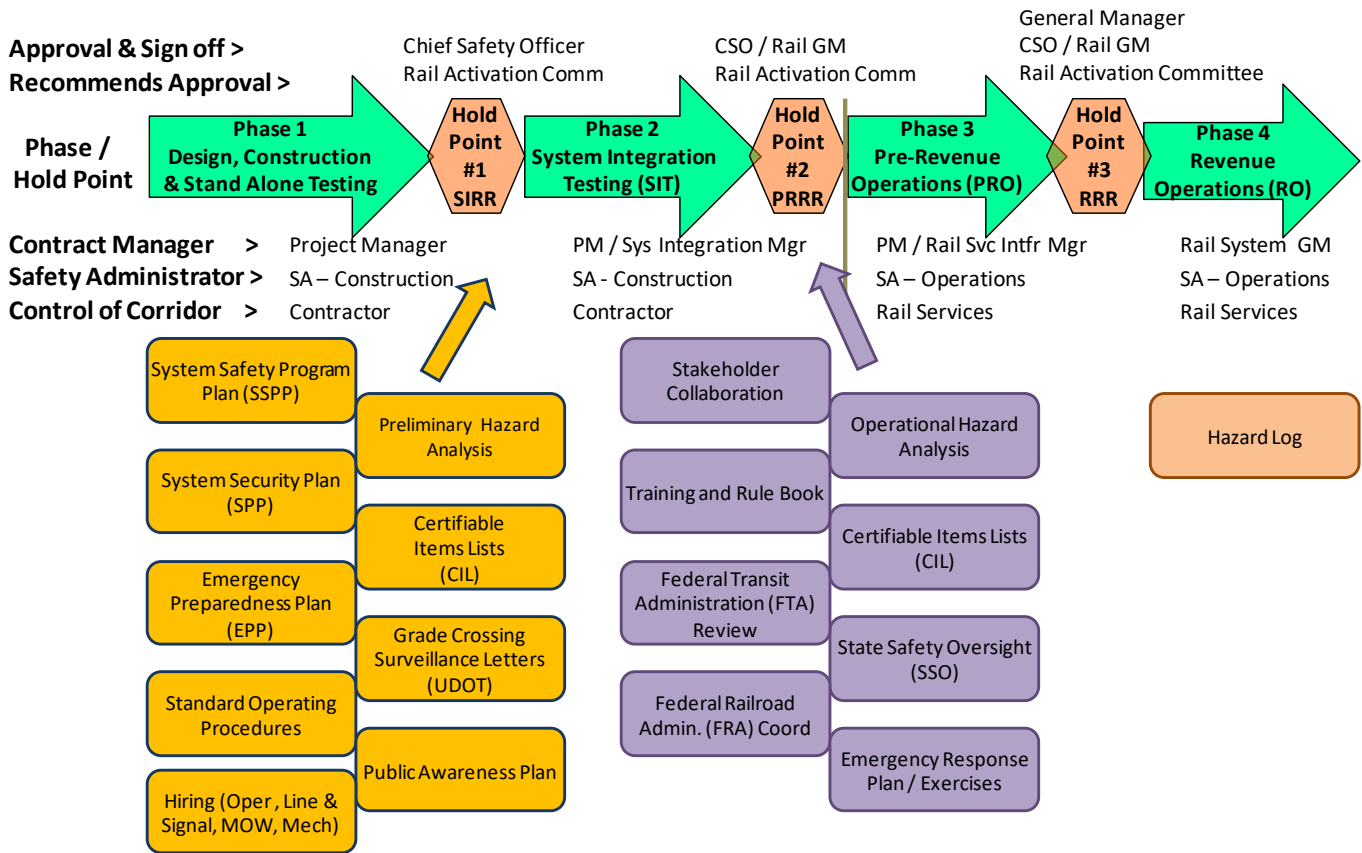 Approval & Sign off >
Recommends Approval >
Chief Safety Officer
Rail Activation Comm
CSO / Rail GM
Rail Activation Comm
General Manager
CSO / Rail GM
Rail Activation Committee
Phase /
Hold Point
Phase 1
Design, Construction
& Stand Alone Testing
Hold
Point
#1
SIRR
Phase 2
System Integration
Testing (SIT)
Hold
Point
#2
PRRR
Phase 3
Pre-Revenue
Operations (PRO)
Hold
Point
#3
RRR
Phase 4
Revenue
Operations (RO)
Contract Manager >
Safety Administrator >
Control of Corridor >
Project Manager
SA – Construction
Contractor
PM / Sys Integration Mgr
SA - Construction
Contractor
PM / Rail Svc Intfr Mgr
SA – Operations
Rail Services
Rail System GM
SA – Operations
Rail Services
System Safety Program
Plan (SSPP)
Preliminary Hazard
Analysis
System Security Plan
(SPP)
Certifiable
Items Lists
(CIL)
Emergency
Preparedness Plan
(EPP)
Grade Crossing
Surveillance Letters
(UDOT)
Standard Operating
Procedures
Public Awareness Plan
Hiring (Oper , Line &
Signal, MOW, Mech)
Stakeholder
Collaboration
Operational Hazard
Analysis
Training and Rule Book
Certifiable Items Lists
(CIL)
Federal Transit
Administration (FTA)
Review
State Safety Oversight
(SSO)
Federal Railroad
Admin. (FRA) Coord
Emergency Response
Plan / Exercises
Hazard Log